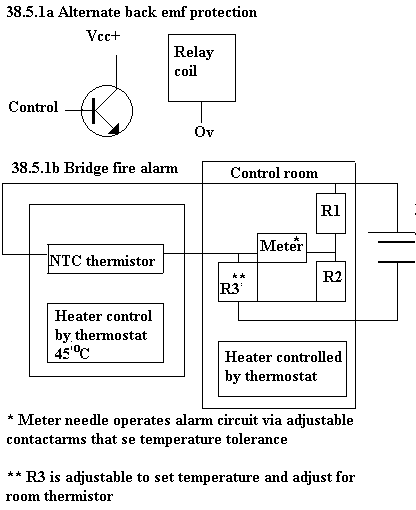 38.5.1a Alternate back emf protection
Vcc+
Relay
coil
Control
Ov
38.5.1b Bridge fire alarm
Control room
R1
Meter*
NTC thermistor
**
R3
R2
Heater control
by thermostat
45°C
Heater controlled
by thermostat
* Meter needle operates alarm circuit via adjustable
contactarms that se temperature tolerance
** R3 is adjustable to set temperature and adjust for
room thermistor